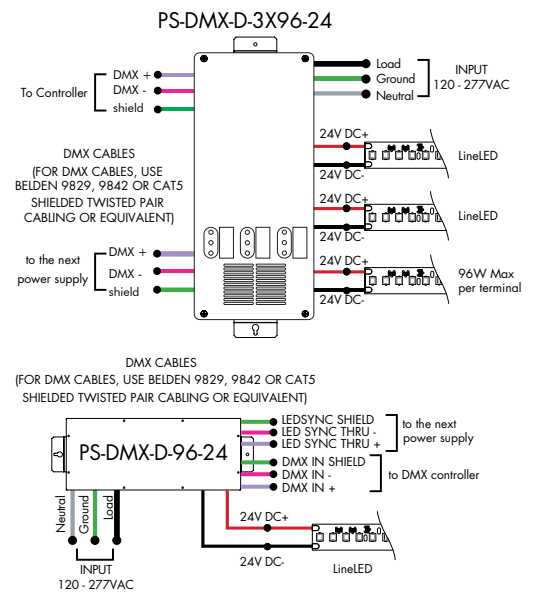 PS-DMX-D-3X96-24
To Controller
DMX +
DMX -
shield
Load
Ground
Neutral
INPUT
120 - 277VAC
DMX CABLES
(FOR DMX CABLES, USE
BELDEN 9829, 9842 OR CAT5
SHIELDED TWISTED PAIR
CABLING OR EQUIVALENT)
24V DC+
24V DC-
LineLED
24V DC+
24V DC-
LineLED
to the next
power supply
DMX +
DMX -
shield
24V DC+
24V DC-
96W Max
per terminal
DMX CABLES
(FOR DMX CABLES, USE BELDEN 9829, 9842 OR CAT5
SHIELDED TWISTED PAIR CABLING OR EQUIVALENT)
PS-DMX-D-96-24
LEDSYNC SHIELD
LED SYNC THRU -
LED SYNC THRU +
to the next
power supply
DMX IN SHIELD
DMX IN -
DMX IN +
to DMX controller
Neutral
Ground
Load
INPUT
120 - 277VAC
24V DC+
24V DC-
LineLED